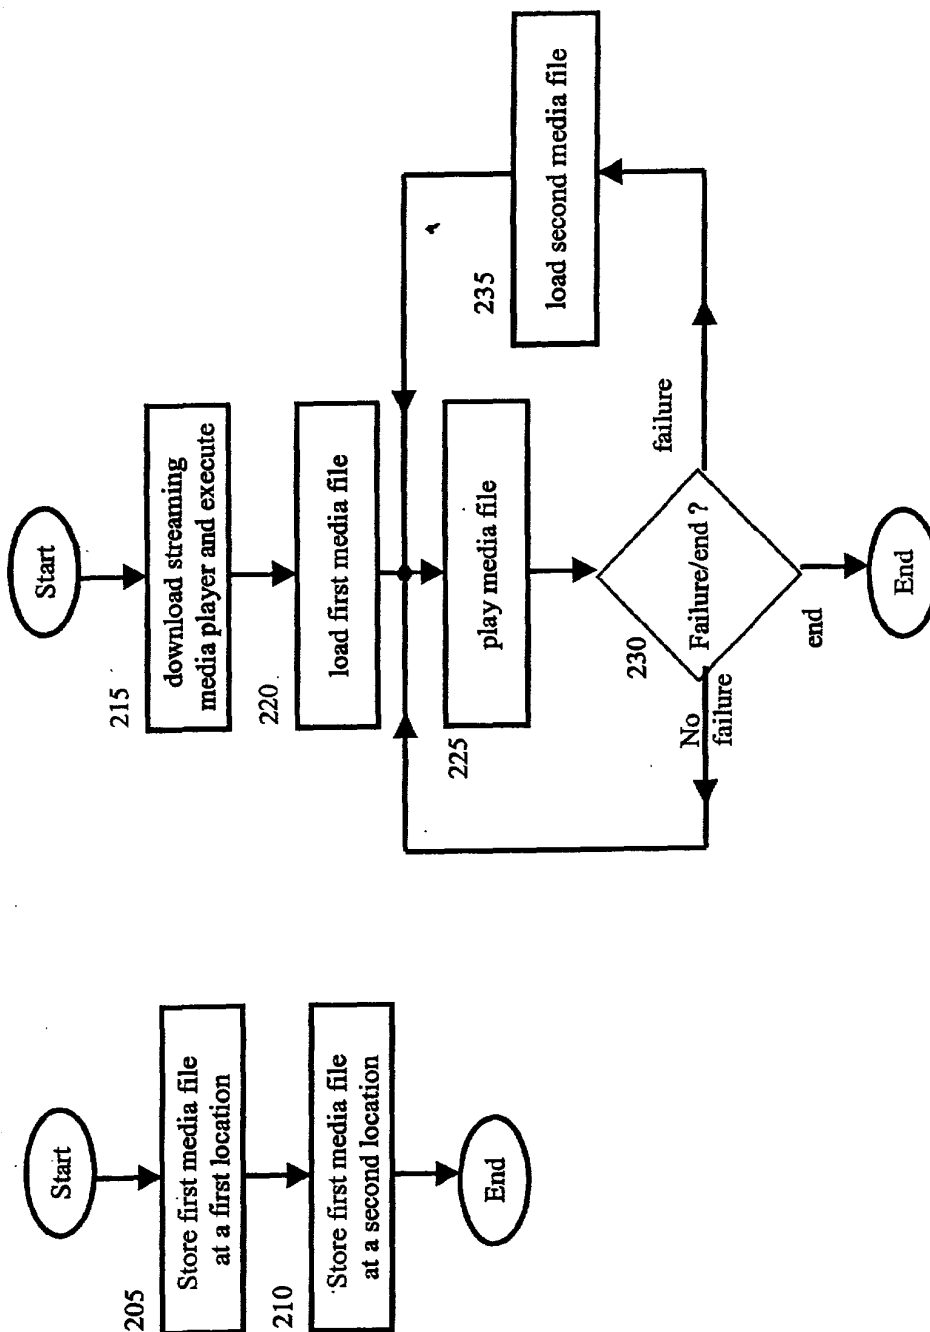 Start
205
Store first media file
at a first location
210
Store first media file
at a second location
End
Start
215
download streaming
media player and execute
220
load first media file
225
play media file
230
Failure/end ?
No
failure
failure
end
End
235
load second media file